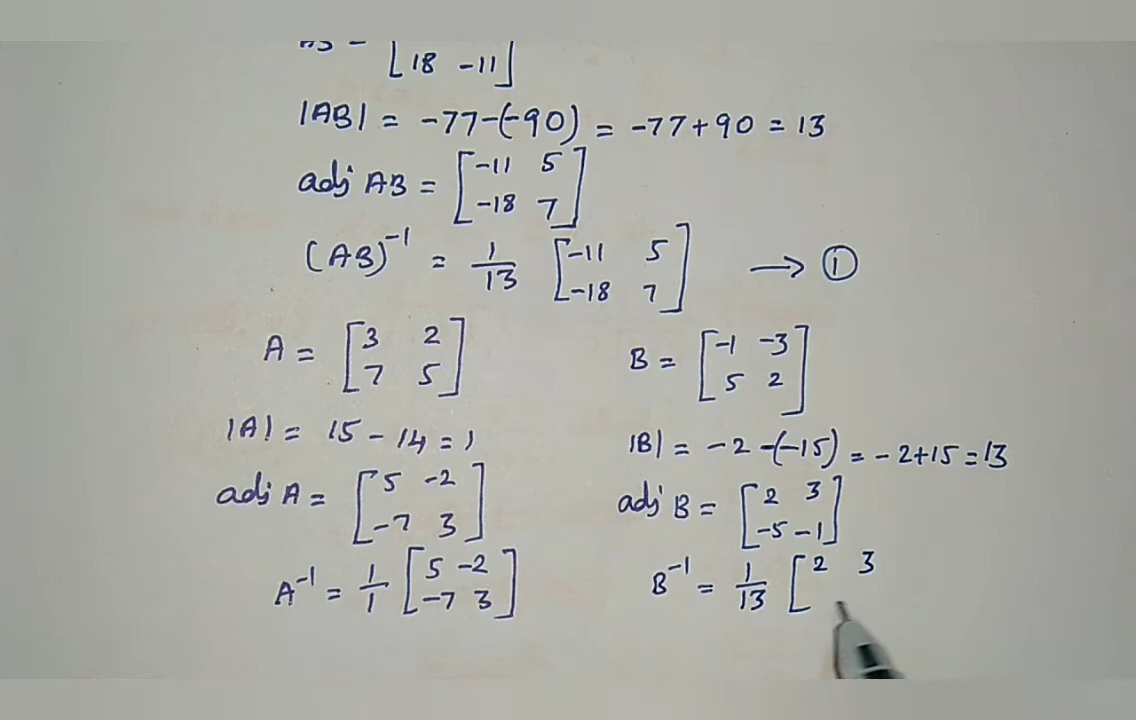 [18 -11]
|AB| = -77-(-90) = -77+90 = 13
adj AB = [-11 5
-18 7]
(AB)^-1 = 1/13 [-11 5
-18 7] → ①
A = [3 2
7 5]
B = [-1 -3
5 2]
|A| = 15 - 14 = 1
|B| = -2 -(-15) = -2+15 = 13
adj A = [5 -2
-7 3]
adj B = [2 3
-5 -1]
A^-1 = 1/1 [5 -2
-7 3]
B^-1 = 1/13 [2 3